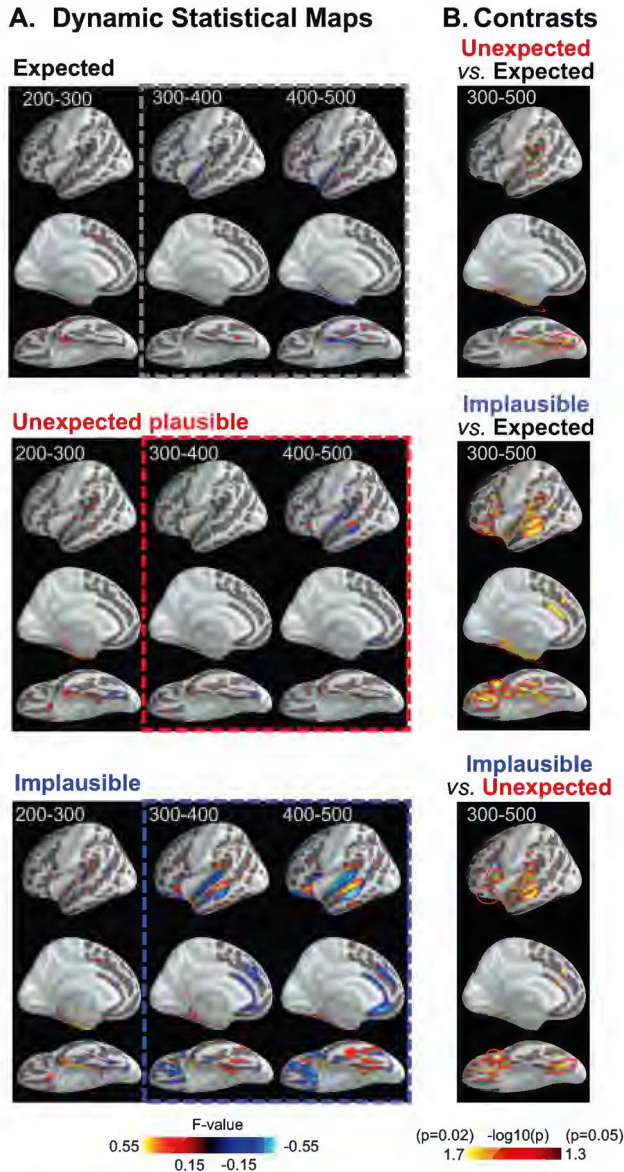 A. Dynamic Statistical Maps
B. Contrasts
Expected
Unexpected
vs. Expected
200-300
300-400
400-500
300-500
Unexpected plausible
Implausible
vs. Expected
200-300
300-400
400-500
300-500
Implausible
Implausible
vs. Unexpected
200-300
300-400
400-500
300-500
F-value
0.55
-0.55
0.15
-0.15
(p=0.02) -log10(p) (p=0.05)
1.7
1.3